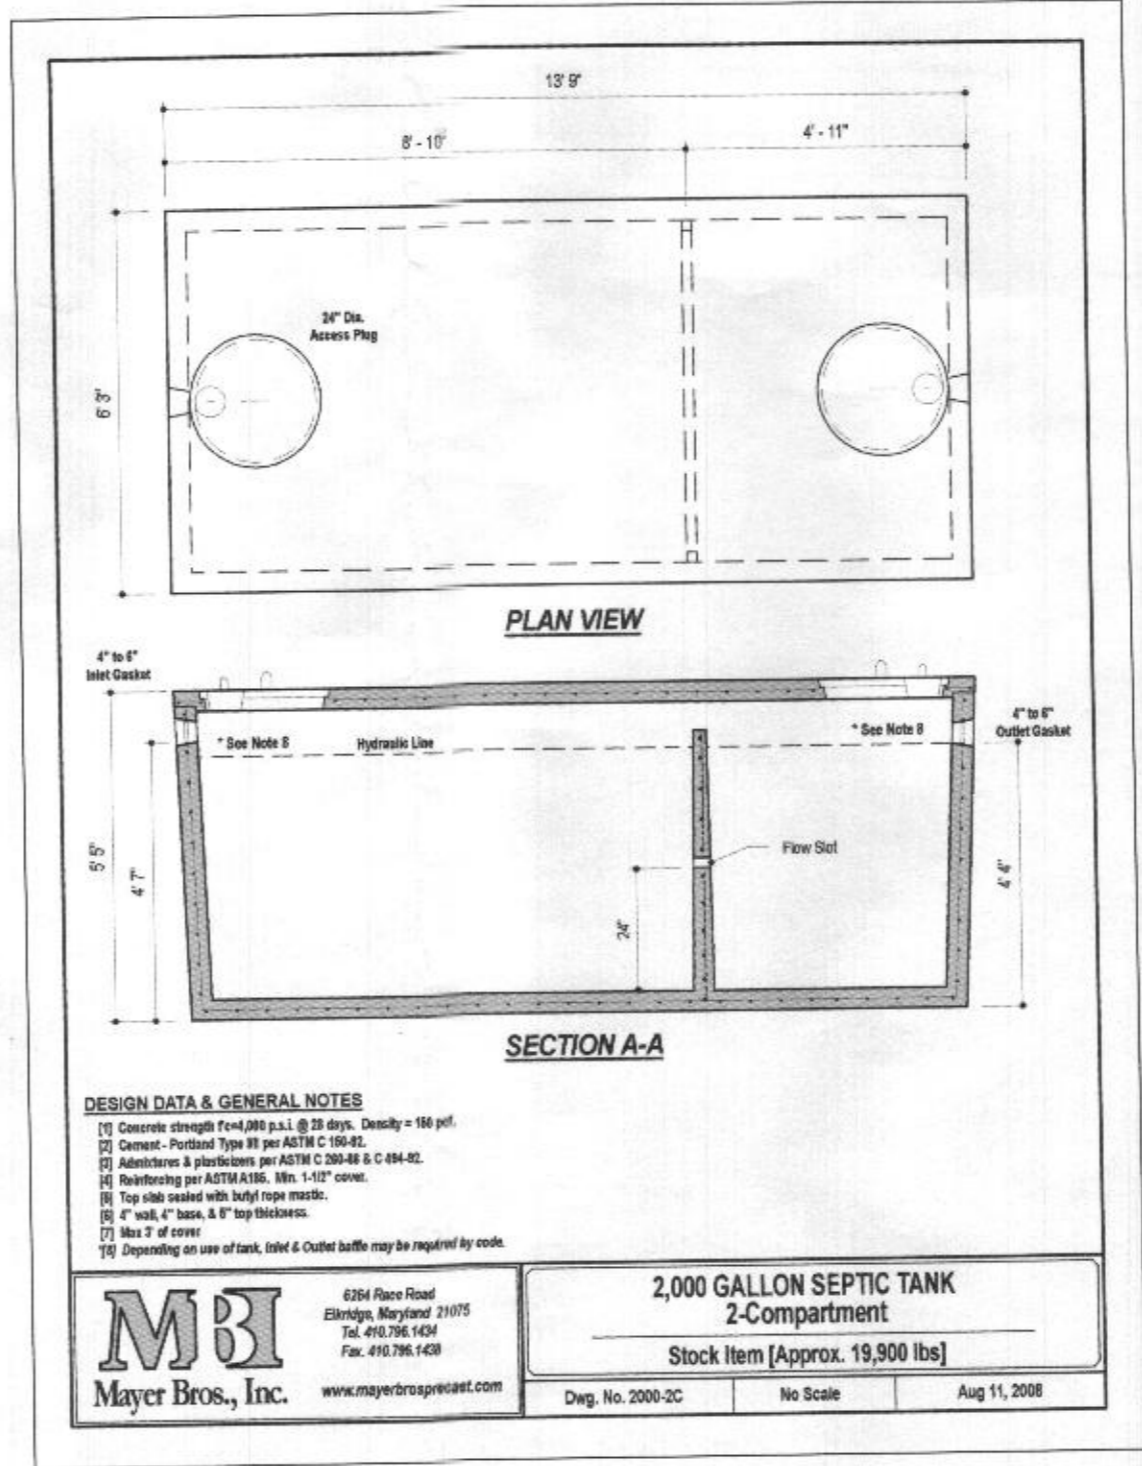 13' 9"
8' - 10"
4' - 11"
24" Dia.
Access Plug
6' 3"
PLAN VIEW
4" to 6"
Inlet Gasket
* See Note 8
Hydraulic Line
* See Note 8
4" to 6"
Outlet Gasket
5' 5"
4' 7"
Flow Slot
24"
4' 4"
SECTION A-A
DESIGN DATA & GENERAL NOTES
[1] Concrete strength f'c=4,000 p.s.i. @ 28 days. Density = 150 pcf.
[2] Cement - Portland Type III per ASTM C 150-92.
[3] Admixtures & plasticizers per ASTM C 260-86 & C 494-92.
[4] Reinforcing per ASTM A185. Min. 1-1/2" cover.
[5] Top slab sealed with butyl rope mastic.
[6] 4" wall, 4" base, & 5" top thickness.
[7] Max 3' of cover
*[8] Depending on use of tank, Inlet & Outlet baffle may be required by code.
MBI
Mayer Bros., Inc.
6264 Race Road
Elkridge, Maryland 21075
Tel. 410.796.1434
Fax. 410.796.1438
www.mayerbrosprecast.com
2,000 GALLON SEPTIC TANK
2-Compartment
Stock Item [Approx. 19,900 lbs]
Dwg. No. 2000-2C
No Scale
Aug 11, 2008